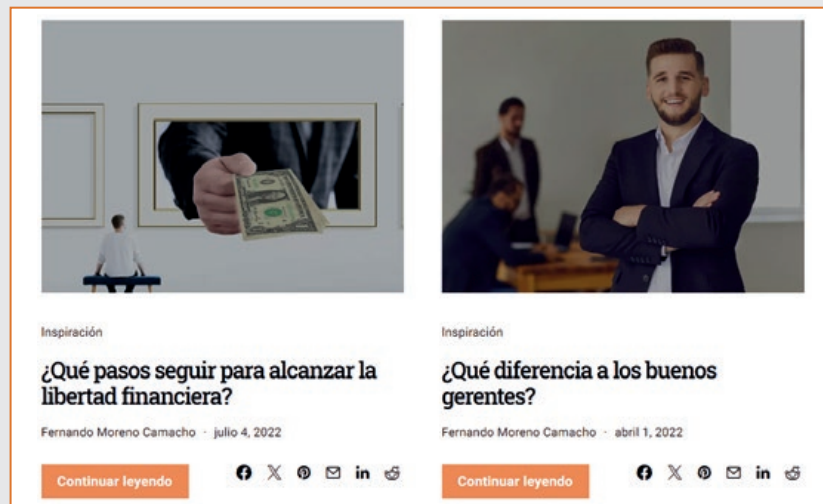 Inspiración
¿Qué pasos seguir para alcanzar la
libertad financiera?
Fernando Moreno Camacho · julio 4, 2022
Continuar leyendo
Inspiración
¿Qué diferencia a los buenos
gerentes?
Fernando Moreno Camacho · abril 1, 2022
Continuar leyendo